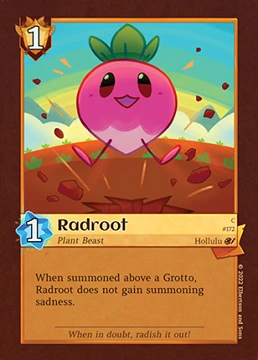 1
C
Radroot
#172
1
Plant Beast
Hollulu
When summoned above a Grotto,
Radroot does not gain summoning
sadness.
When in doubt, radish it out!
© 2022 Elbertson and Sons